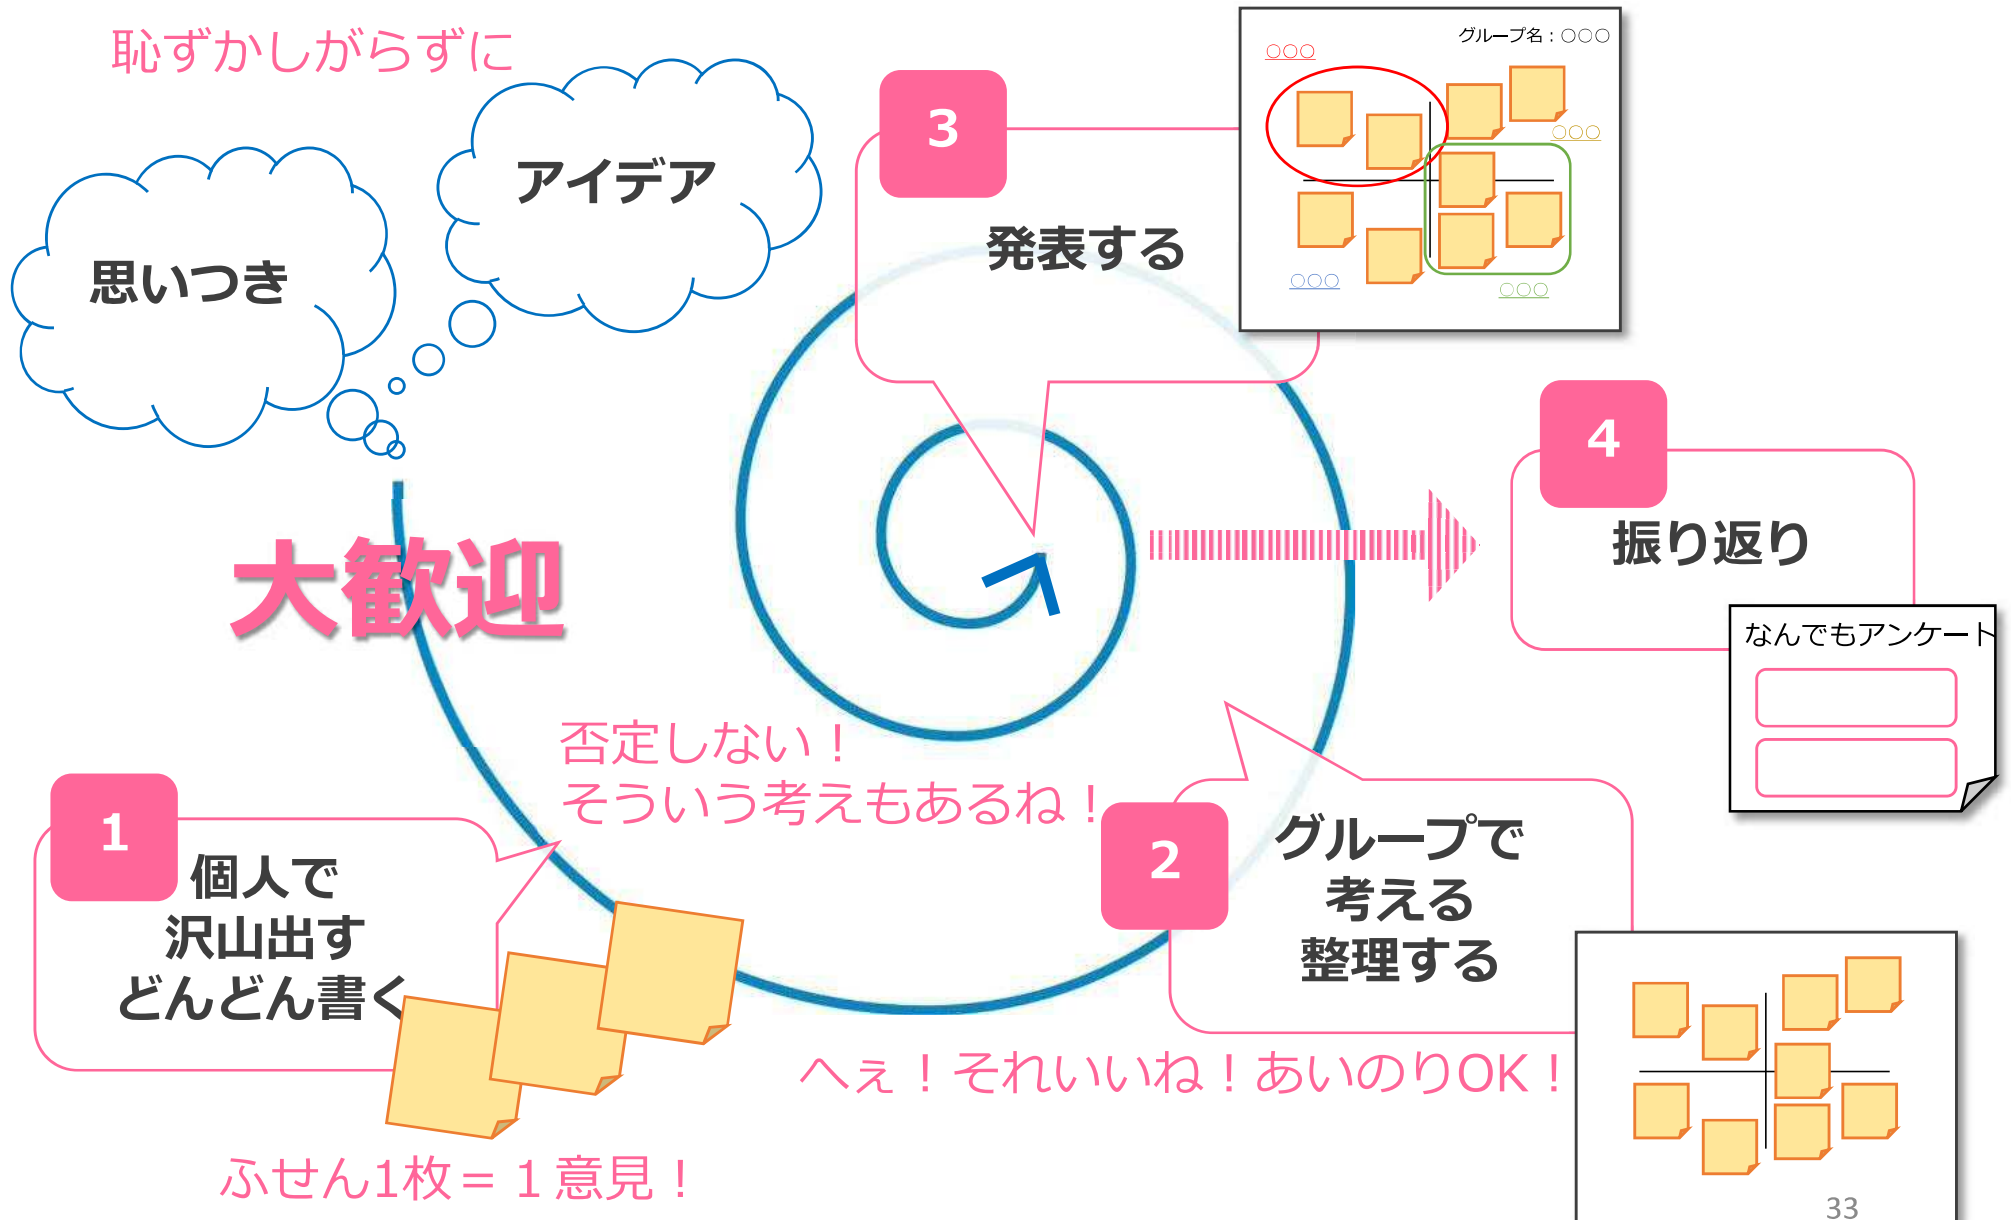 恥ずかしがらずに
アイデア
思いつき
大歓迎
1
個人で
沢山出す
どんどん書く
ふせん1枚＝１意見！
否定しない！
そういう考えもあるね！
2
グループで
考える
整理する
へぇ！それいいね！あいのりOK！
3
発表する
グループ名：○○○
○○○
○○○
○○○
○○○
4
振り返り
なんでもアンケート
33